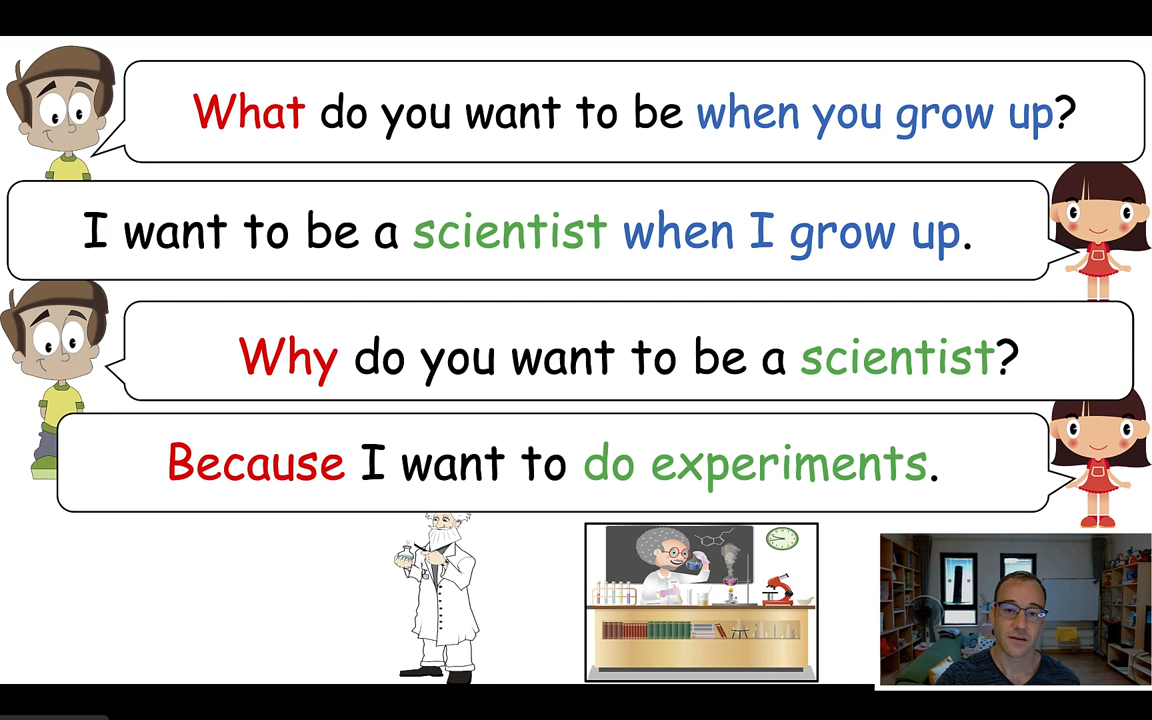 What do you want to be when you grow up?
I want to be a scientist when I grow up.
Why do you want to be a scientist?
Because I want to do experiments.